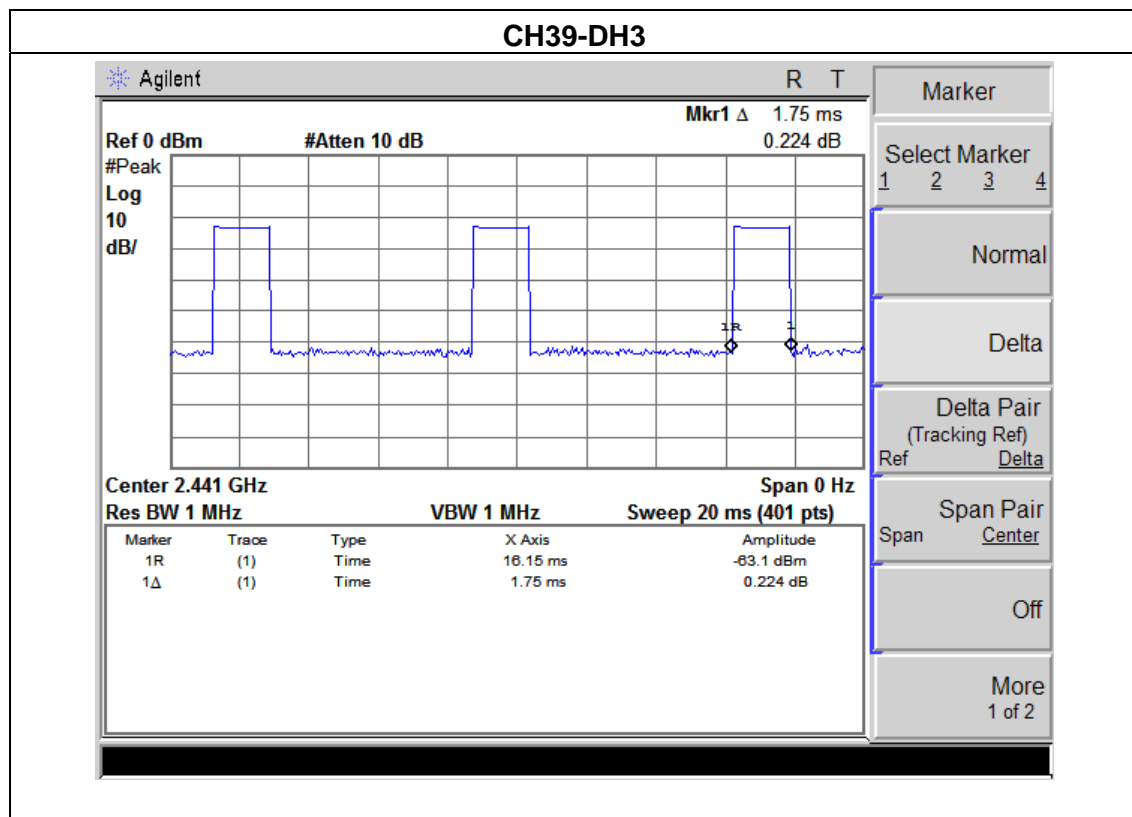 CH39-DH3
Agilent R T
Mkr1 Δ 1.75 ms
Ref 0 dBm #Atten 10 dB 0.224 dB
#Peak
Log
10
dB/
1R 1
Center 2.441 GHz Span 0 Hz
Res BW 1 MHz VBW 1 MHz Sweep 20 ms (401 pts)
Marker Trace Type X Axis Amplitude
1R (1) Time 16.15 ms -63.1 dBm
1Δ (1) Time 1.75 ms 0.224 dB
Marker
Select Marker
1 2 3 4
Normal
Delta
Delta Pair
(Tracking Ref)
Ref Delta
Span Pair
Span Center
Off
More
1 of 2